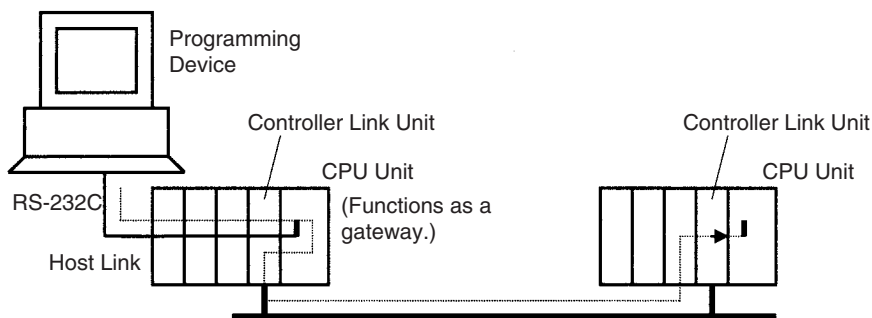 Programming
Device
Controller Link Unit
CPU Unit
(Functions as a
gateway.)
RS-232C
Host Link
Controller Link Unit
CPU Unit